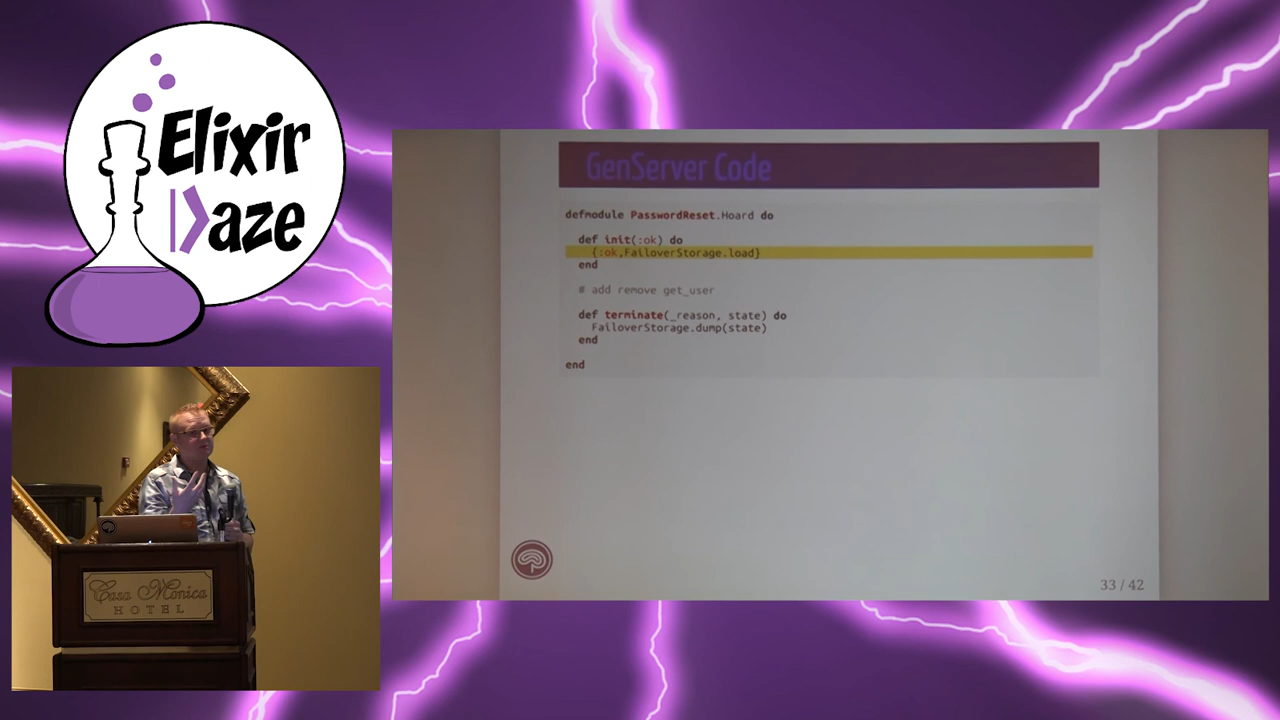 Elixir
Daze
GenServer Code
defmodule PasswordReset.Hoard do
def init(:ok) do
{:ok,FailoverStorage.load}
end
# add remove get_user
def terminate(_reason, state) do
FailoverStorage.dump(state)
end
end
33 / 42
Casa Monica
HOTEL